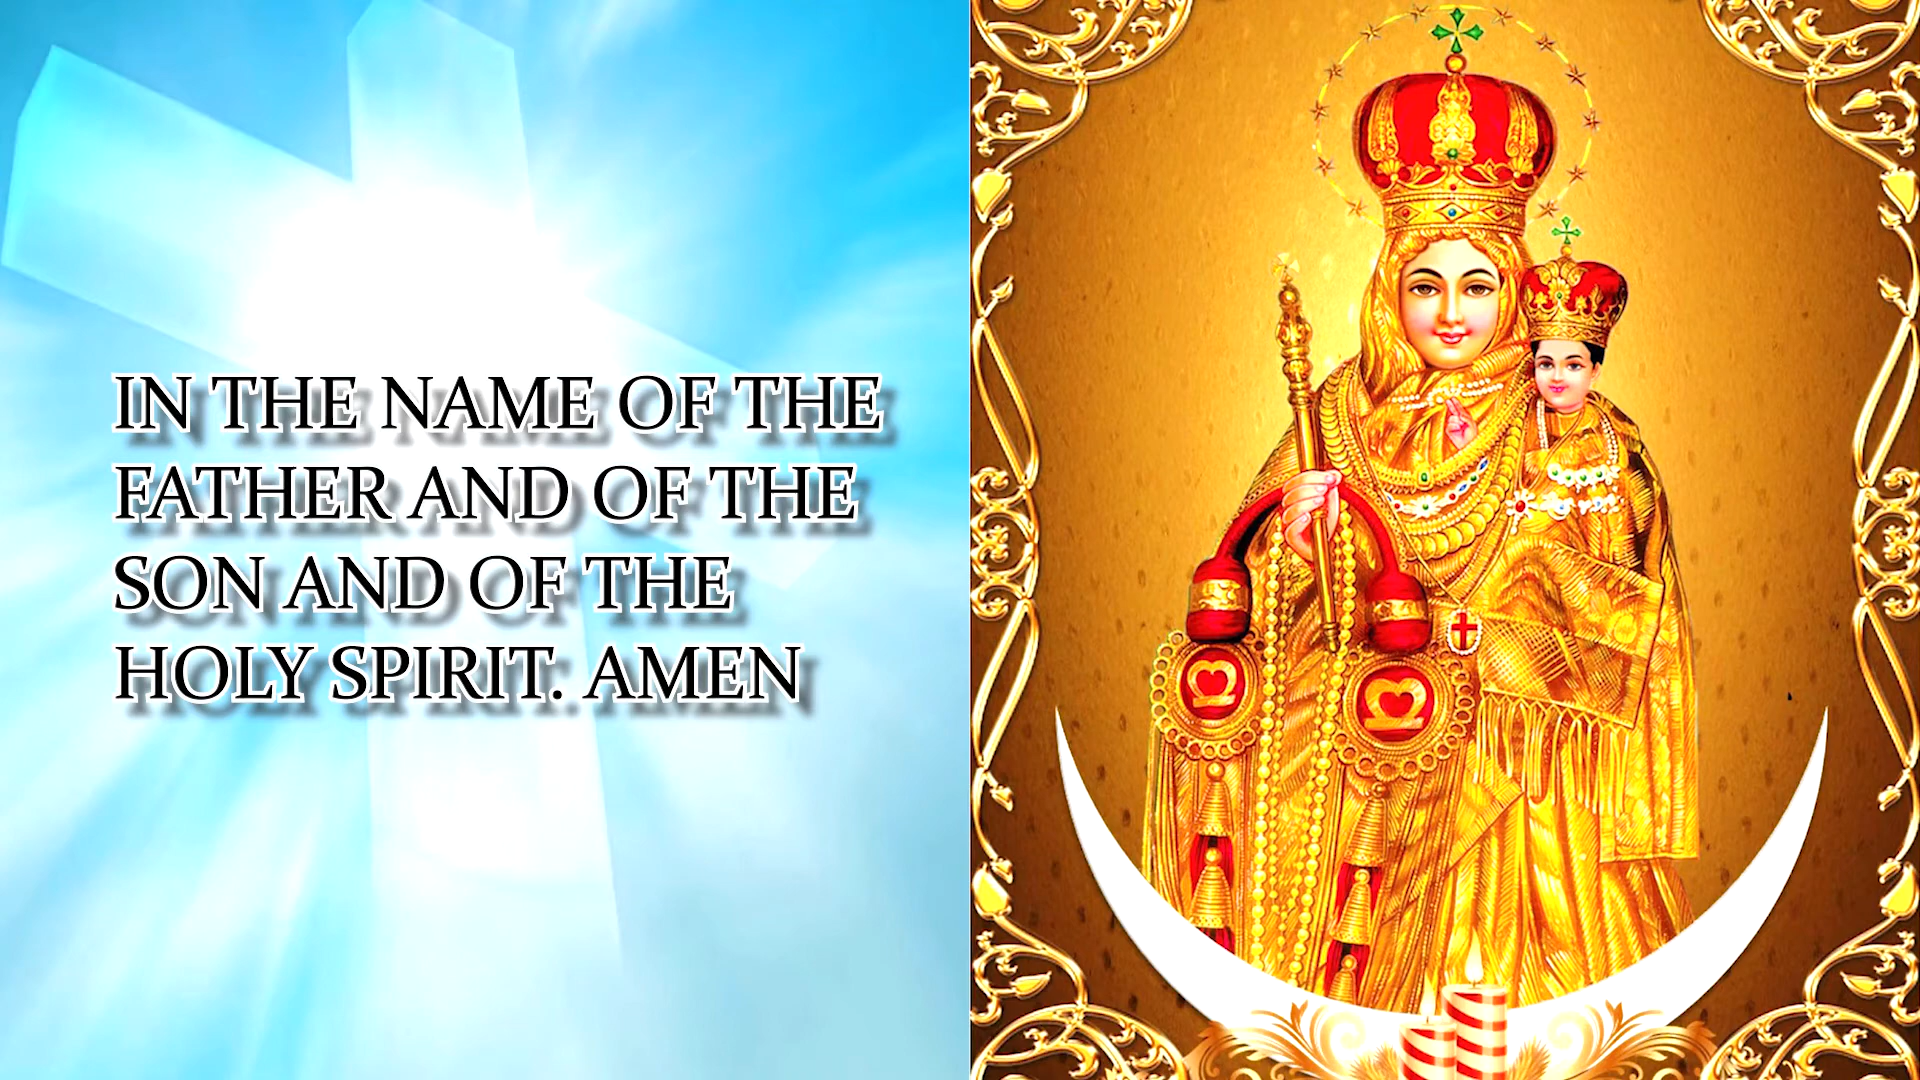 IN THE NAME OF THE
FATHER AND OF THE
SON AND OF THE
HOLY SPIRIT. AMEN